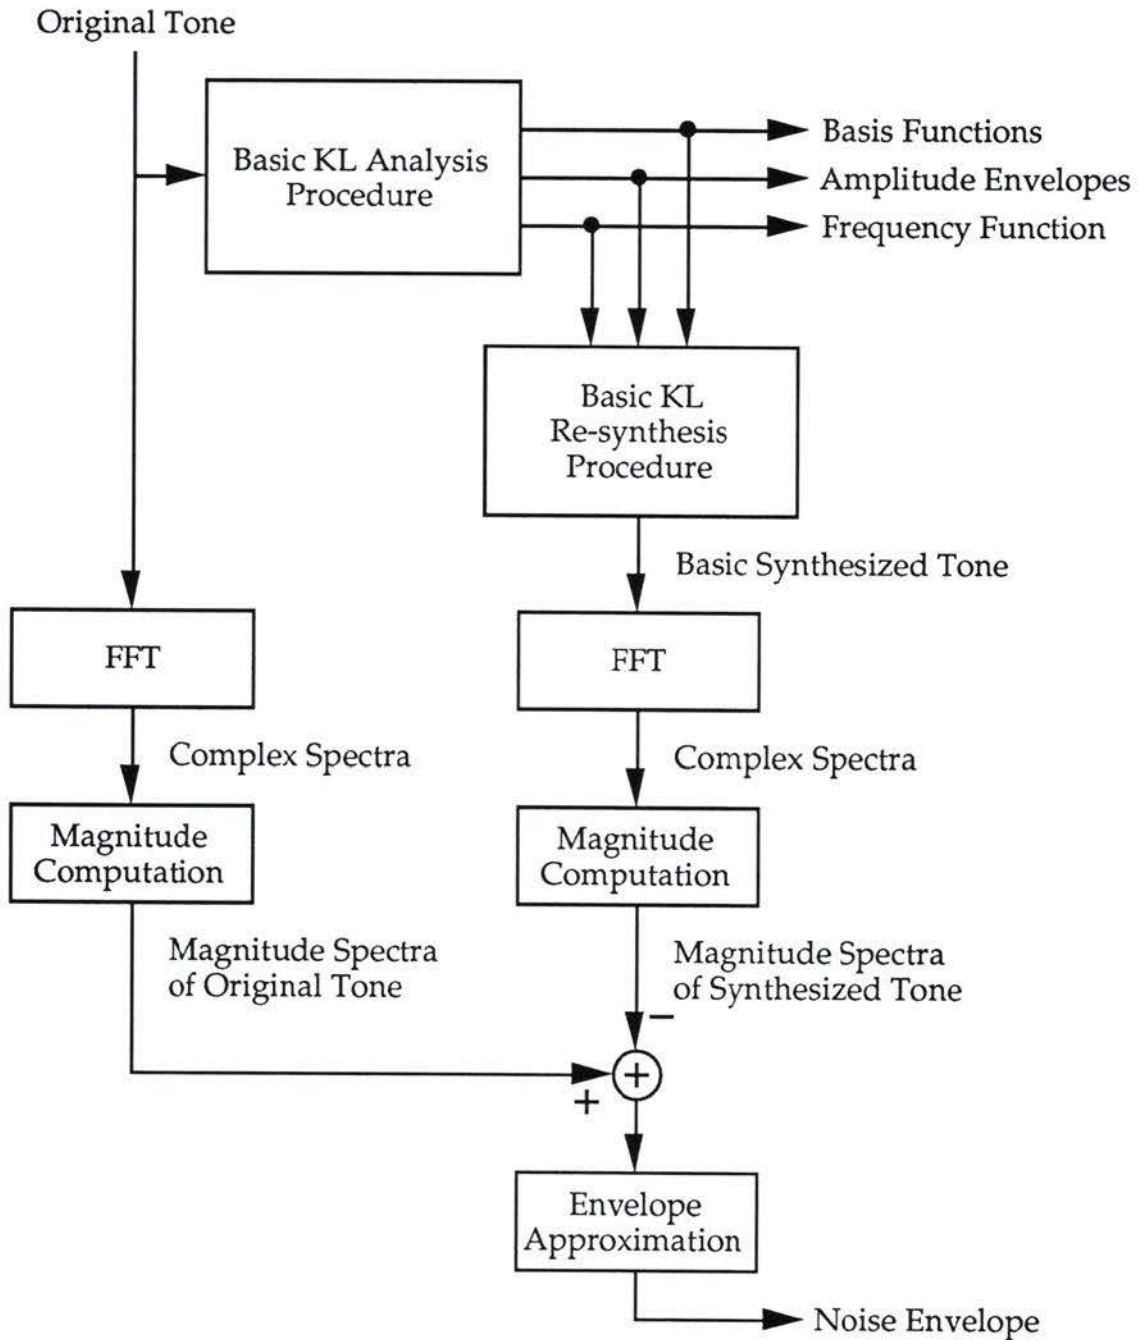 Original Tone
Basic KL Analysis
Procedure
Basis Functions
Amplitude Envelopes
Frequency Function
Basic KL
Re-synthesis
Procedure
Basic Synthesized Tone
FFT
FFT
Complex Spectra
Complex Spectra
Magnitude
Computation
Magnitude
Computation
Magnitude Spectra
of Original Tone
Magnitude Spectra
of Synthesized Tone
−
+
+
Envelope
Approximation
Noise Envelope